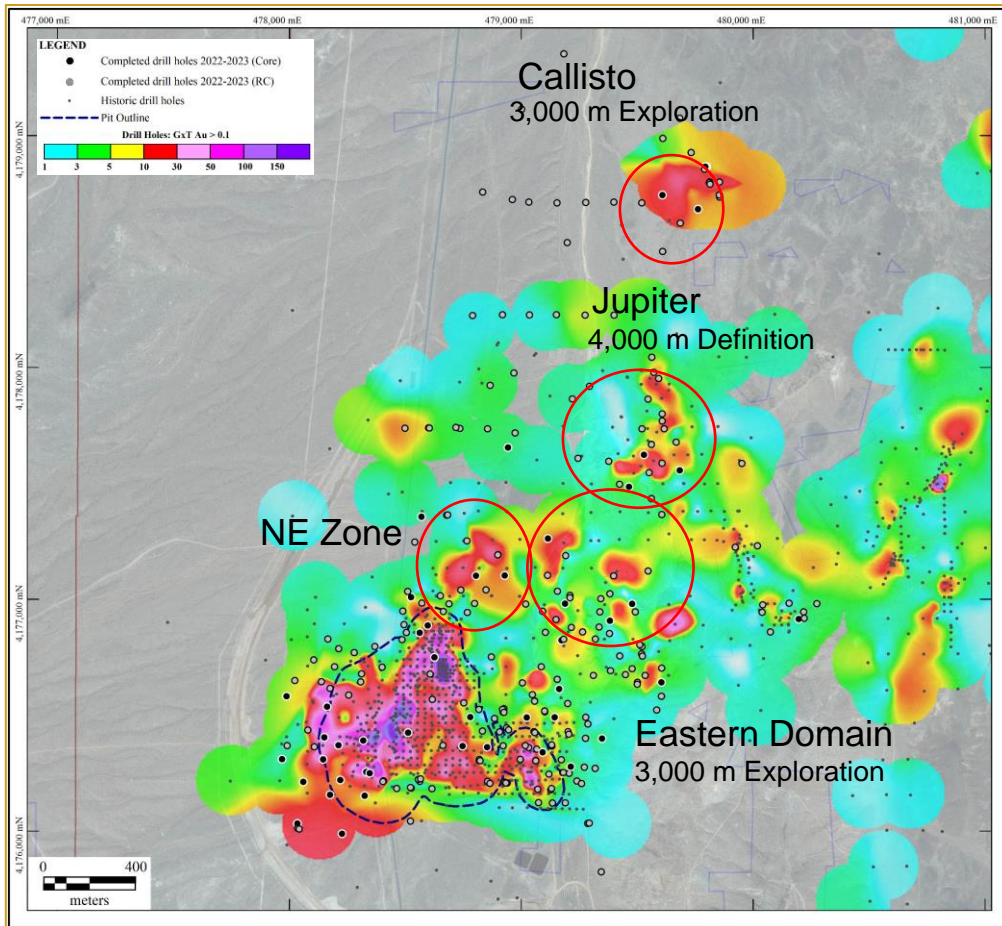 477,000 mE
478,000 mE
479,000 mE
480,000 mE
481,000 mE
LEGEND
Completed drill holes 2022-2023 (Core)
Completed drill holes 2022-2023 (RC)
Historic drill holes
Pit Outline
Drill Holes: GxT Au > 0.1
1 3 5 10 30 50 100 150
4,179,000 mN
4,178,000 mN
4,177,000 mN
4,176,000 mN
Callisto
3,000 m Exploration
Jupiter
4,000 m Definition
NE Zone
Eastern Domain
3,000 m Exploration
0 400
meters